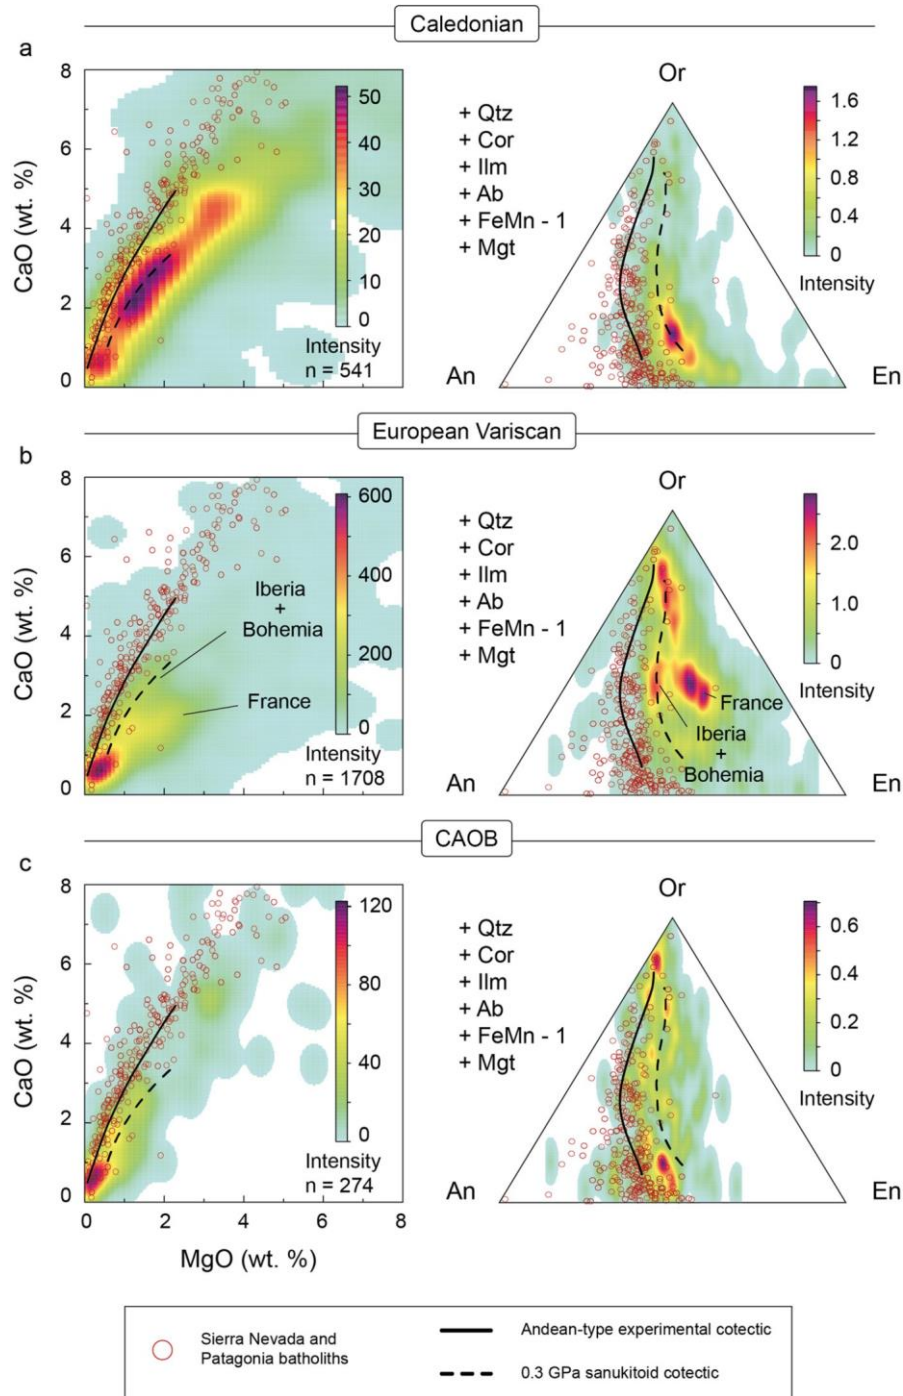 Caledonian
a
8
6
4
2
0
CaO (wt. %)
50
40
30
20
10
0
Intensity
n = 541
+ Qtz
+ Cor
+ Ilm
+ Ab
+ FeMn - 1
+ Mgt
Or
An
En
1.6
1.2
0.8
0.4
0
Intensity
European Variscan
b
8
6
4
2
0
CaO (wt. %)
Iberia
+
Bohemia
France
600
400
200
0
Intensity
n = 1708
+ Qtz
+ Cor
+ Ilm
+ Ab
+ FeMn - 1
+ Mgt
Or
An
En
France
Iberia
+
Bohemia
2.0
1.0
0
Intensity
CAOB
c
8
6
4
2
0
CaO (wt. %)
120
80
40
0
Intensity
n = 274
0 2 4 6 8
MgO (wt. %)
+ Qtz
+ Cor
+ Ilm
+ Ab
+ FeMn - 1
+ Mgt
Or
An
En
0.6
0.4
0.2
0
Intensity
Sierra Nevada and
Patagonia batholiths
Andean-type experimental cotectic
0.3 GPa sanukitoid cotectic